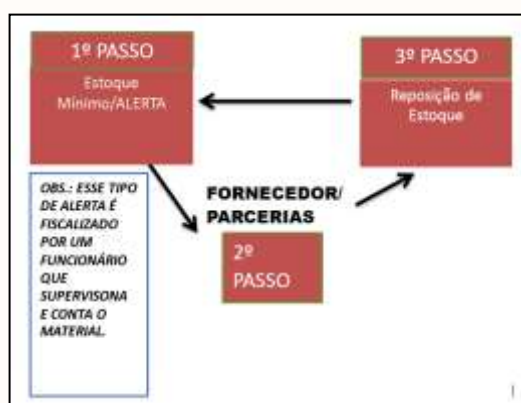 1º PASSO
Estoque
Mínimo/ALERTA
3º PASSO
Reposição de
Estoque
OBS.: ESSE TIPO
DE ALERTA É
FISCALIZADO
POR UM
FUNCIONÁRIO
QUE
SUPERVISONA
E CONTA O
MATERIAL.
FORNECEDOR/
PARCERIAS
2º
PASSO